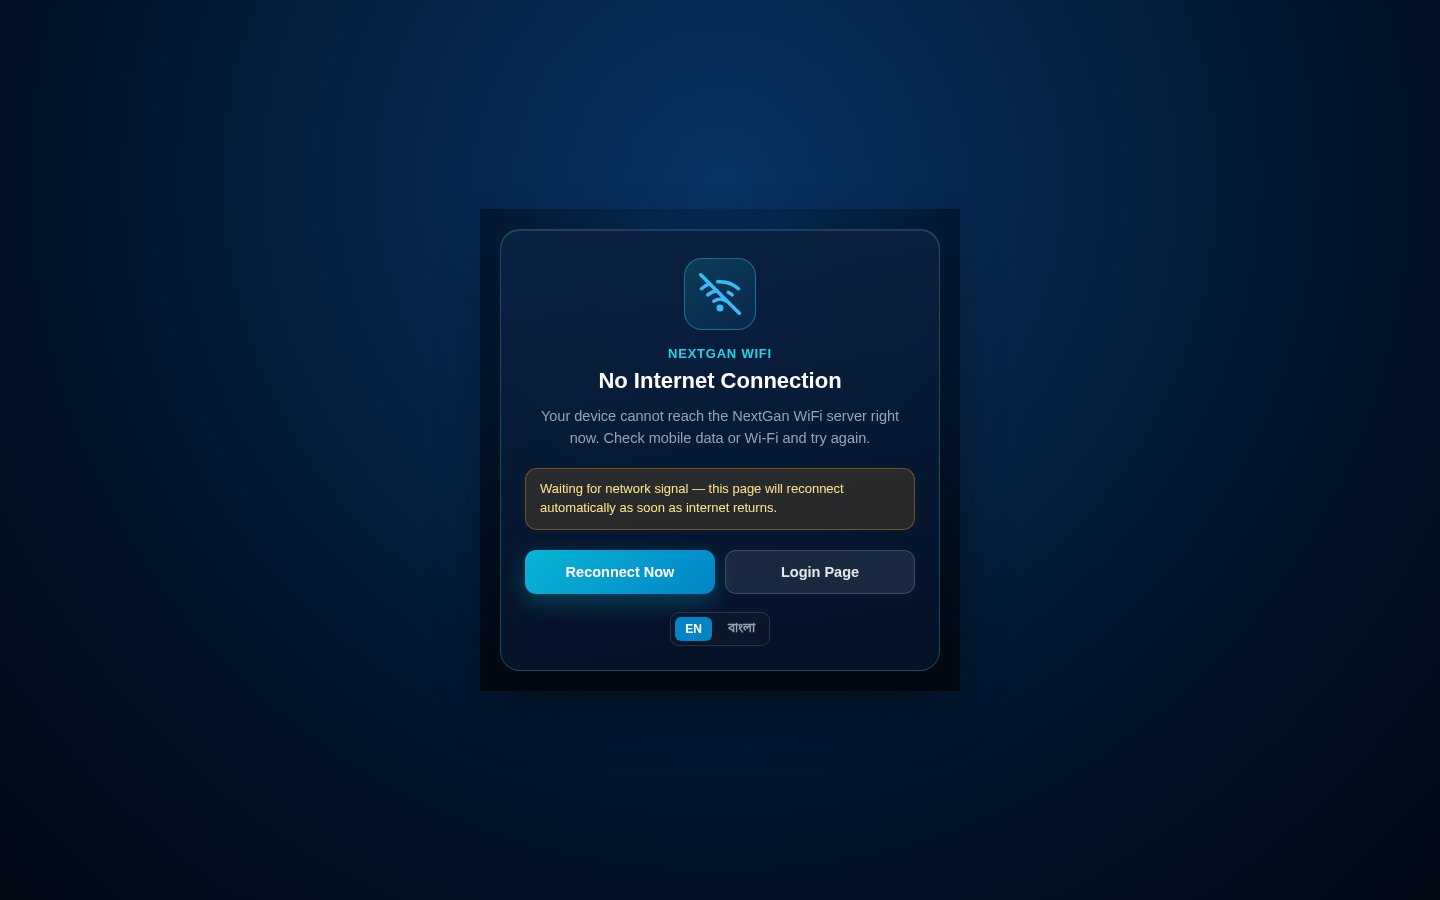 NEXTGAN WIFI
No Internet Connection
Your device cannot reach the NextGan WiFi server right
now. Check mobile data or Wi-Fi and try again.
Waiting for network signal — this page will reconnect
automatically as soon as internet returns.
Reconnect Now
Login Page
EN
বাংলা